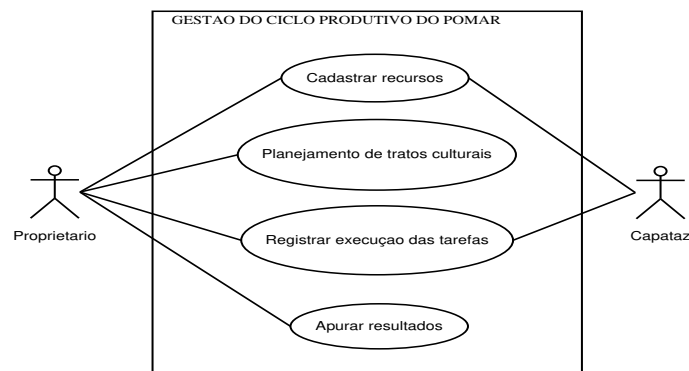 GESTAO DO CICLO PRODUTIVO DO POMAR
Cadastrar recursos
Planejamento de tratos culturais
Proprietario
Registrar execuçao das tarefas
Capataz
Apurar resultados